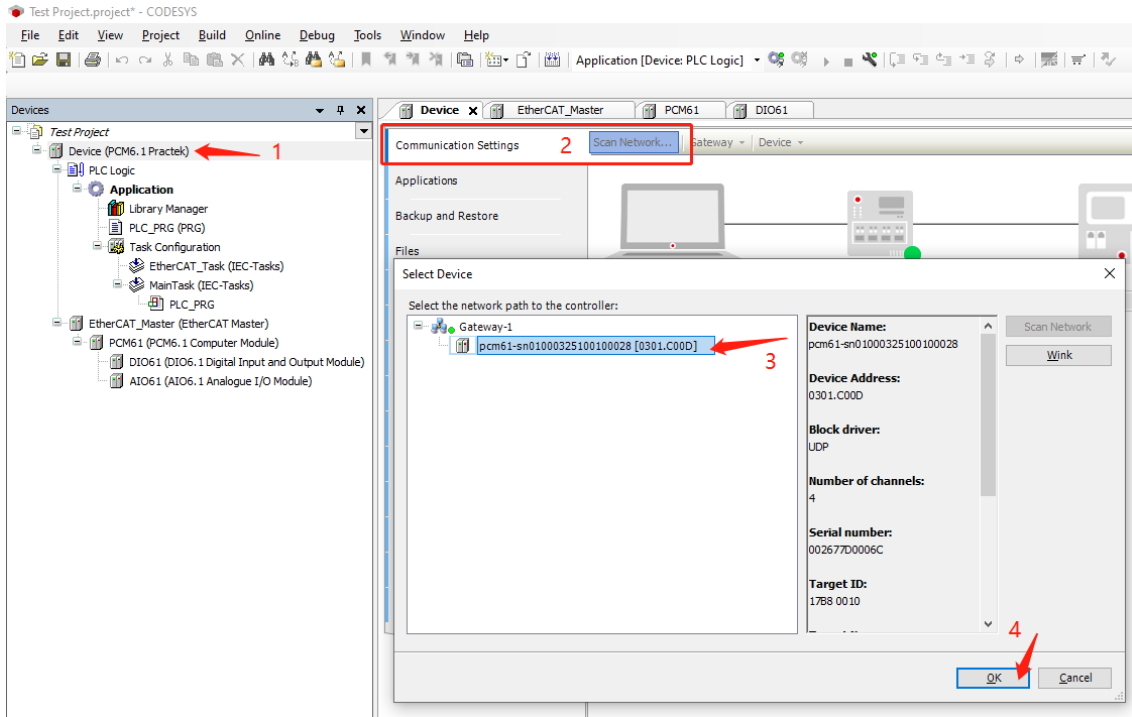 Test Project.project* - CODESYS
File Edit View Project Build Online Debug Tools Window Help
Application [Device: PLC Logic]
Devices
Device EtherCAT_Master PCM61 DIO61
Test Project
Device (PCM6.1 Practek) 1
PLC Logic
Application
Library Manager
PLC_PRG (PRG)
Task Configuration
EtherCAT_Task (IEC-Tasks)
MainTask (IEC-Tasks)
PLC_PRG
EtherCAT_Master (EtherCAT Master)
PCM61 (PCM6.1 Computer Module)
DIO61 (DIO6.1 Digital Input and Output Module)
AIO61 (AIO6.1 Analogue I/O Module)
Communication Settings 2 Scan Network... Gateway Device
Applications
Backup and Restore
Files
Select Device
Select the network path to the controller:
Gateway-1
pcm61-sn01000325100100028 [0301.C00D]
3
Device Name:
pcm61-sn01000325100100028
Device Address:
0301.C00D
Block driver:
UDP
Number of channels:
4
Serial number:
002677D0006C
Target ID:
17B8 0010
Scan Network
Wink
4
OK Cancel